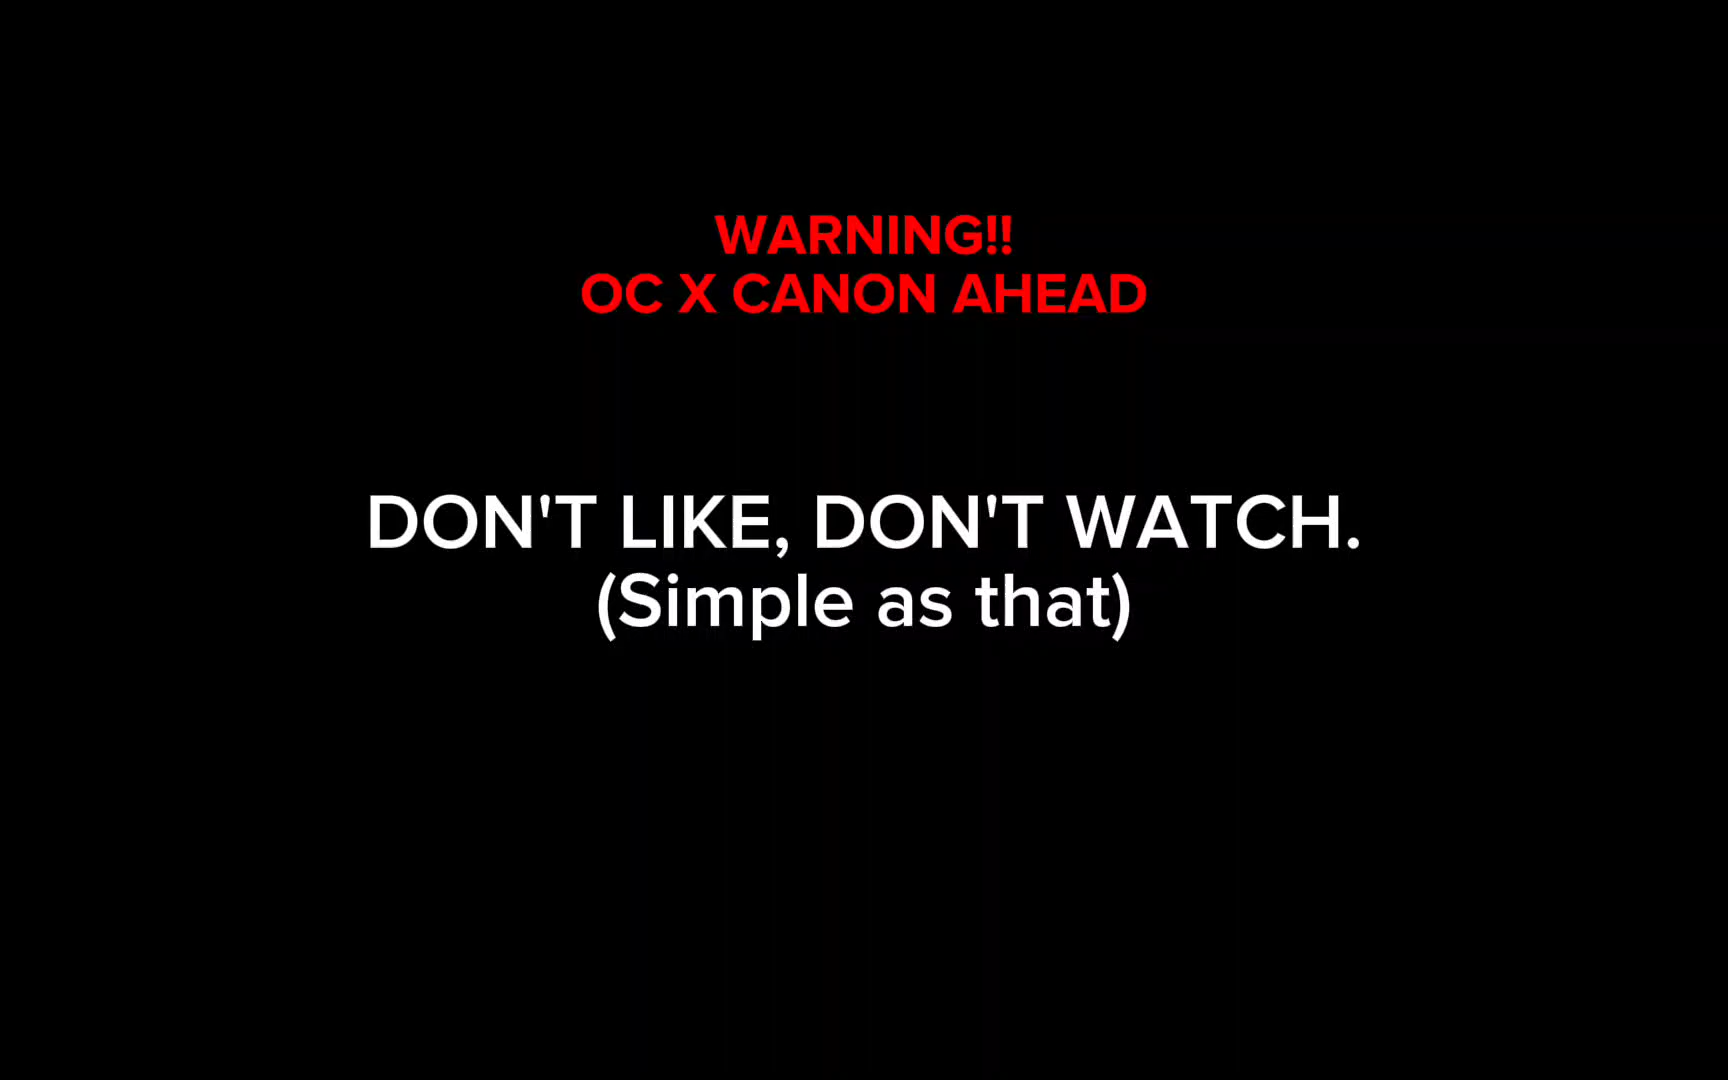 WARNING!!
OC X CANON AHEAD
DON'T LIKE, DON'T WATCH.
(Simple as that)